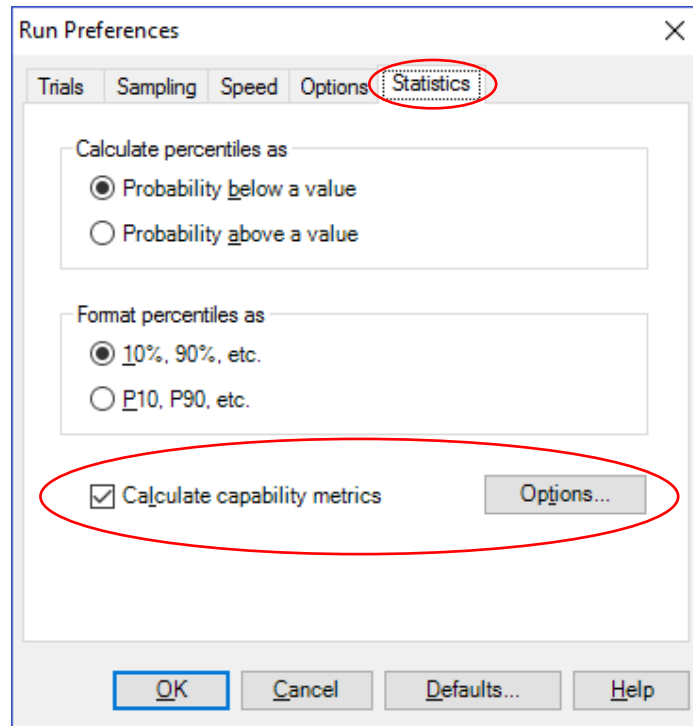 Run Preferences
Trials Sampling Speed Options Statistics
Calculate percentiles as
Probability below a value
Probability above a value
Format percentiles as
10%, 90%, etc.
P10, P90, etc.
Calculate capability metrics Options...
OK Cancel Defaults... Help